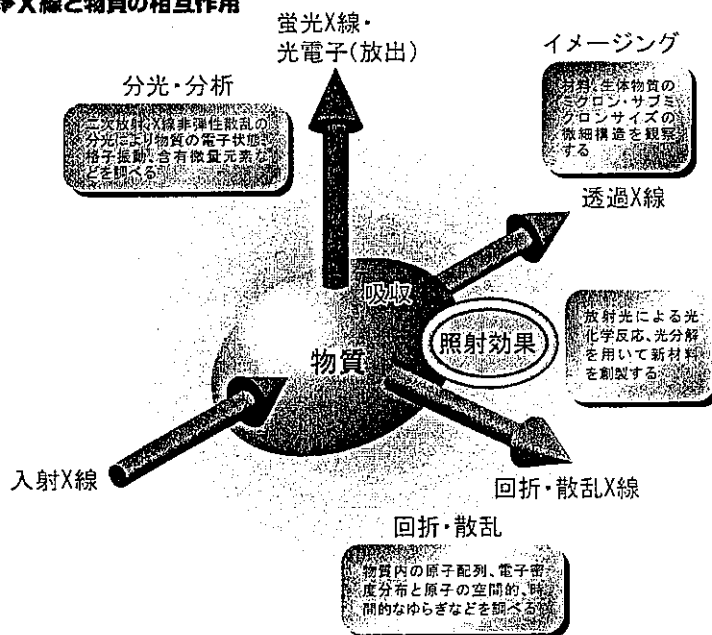 X線と物質の相互作用
蛍光X線・
光電子(放出)
イメージング
分光・分析
二次放射、X線非弾性散乱の
分光により物質の電子状態、
格子振動、含有微量元素な
どを調べる
材料、生体物質の
ミクロン・サブミ
クロンサイズの
微細構造を観察
する
透過X線
吸収
照射効果
物質
放射光による光
化学反応、光分解
を用いて新材料
を創製する
入射X線
回折・散乱X線
回折・散乱
物質内の原子配列、電子密
度分布と原子の空間的、時
間的なゆらぎなどを調べる